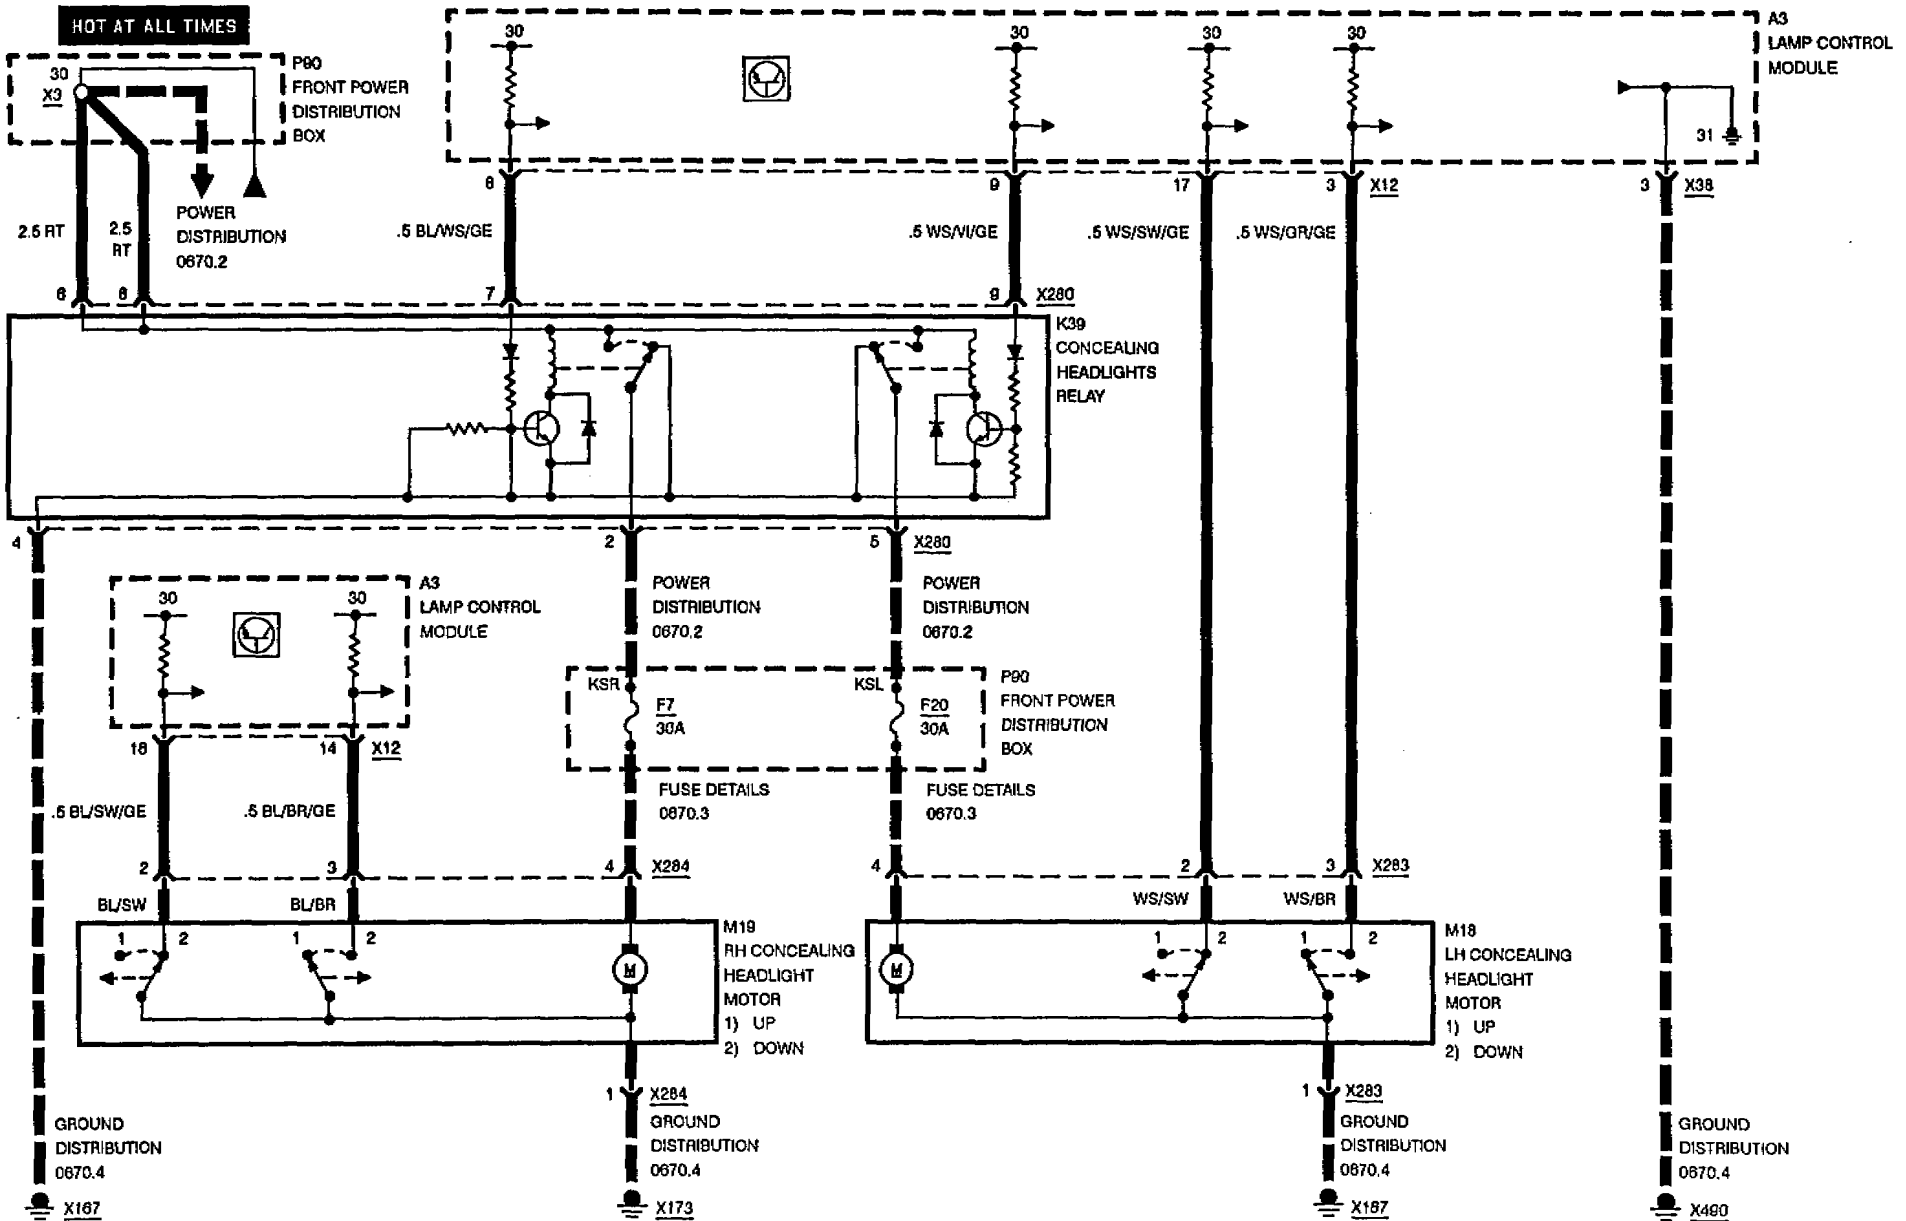 HOT AT ALL TIMES
30
X3
P90
FRONT POWER
DISTRIBUTION
BOX
POWER
DISTRIBUTION
0670.2
2.5 RT
2.5
RT
30
30
30
30
31
A3
LAMP CONTROL
MODULE
8
9
17
3
X12
3
X38
.5 BL/WS/GE
.5 WS/VI/GE
.5 WS/SW/GE
.5 WS/GR/GE
6
6
7
9
X280
K39
CONCEALING
HEADLIGHTS
RELAY
4
2
5
X280
30
30
A3
LAMP CONTROL
MODULE
POWER
DISTRIBUTION
0670.2
POWER
DISTRIBUTION
0670.2
KSR
F7
30A
KSL
F20
30A
P90
FRONT POWER
DISTRIBUTION
BOX
18
14
X12
FUSE DETAILS
0670.3
FUSE DETAILS
0670.3
.5 BL/SW/GE
.5 BL/BR/GE
2
3
4
X284
4
2
3
X283
BL/SW
BL/BR
WS/SW
WS/BR
1
2
1
2
M
M19
RH CONCEALING
HEADLIGHT
MOTOR
1) UP
2) DOWN
M
1
2
1
2
M18
LH CONCEALING
HEADLIGHT
MOTOR
1) UP
2) DOWN
1
X284
1
X283
GROUND
DISTRIBUTION
0670.4
X167
GROUND
DISTRIBUTION
0670.4
X173
GROUND
DISTRIBUTION
0670.4
X167
GROUND
DISTRIBUTION
0670.4
X490